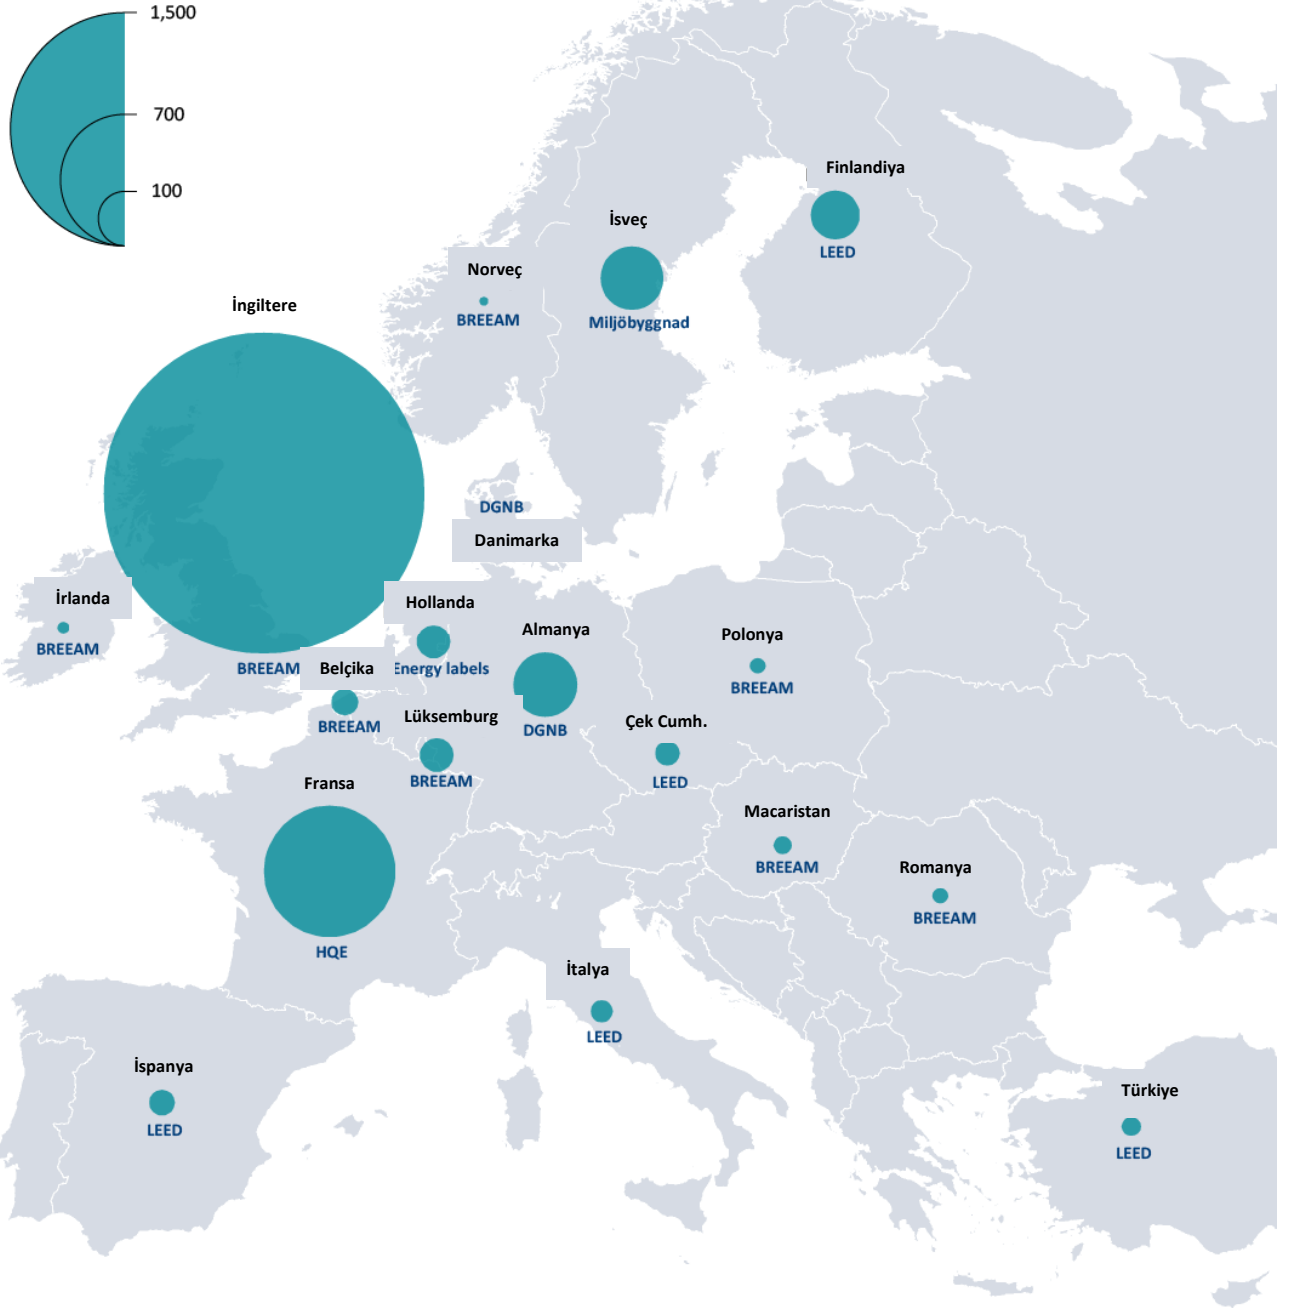 1,500
700
100
Finlandiya
LEED
İsveç
Miljöbyggnad
Norveç
BREEAM
İngiltere
BREEAM
DGNB
Danimarka
İrlanda
BREEAM
Hollanda
Energy labels
Almanya
DGNB
Polonya
BREEAM
Belçika
BREEAM
Lüksemburg
BREEAM
Çek Cumh.
LEED
Fransa
HQE
Macaristan
BREEAM
Romanya
BREEAM
İtalya
LEED
İspanya
LEED
Türkiye
LEED